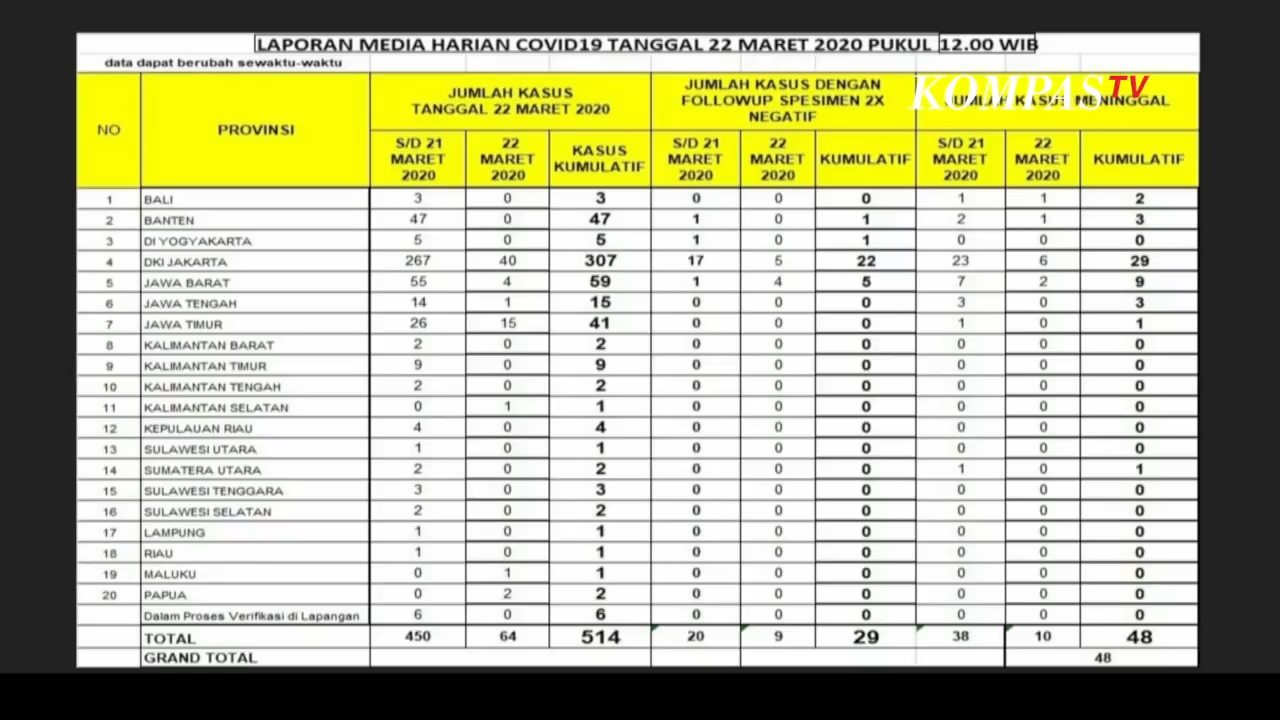 LAPORAN MEDIA HARIAN COVID19 TANGGAL 22 MARET 2020 PUKUL 12.00 WIB
data dapat berubah sewaktu-waktu
KOMPASTV
NO PROVINSI JUMLAH KASUS TANGGAL 22 MARET 2020 JUMLAH KASUS DENGAN FOLLOWUP SPESIMEN 2X NEGATIF JUMLAH KASUS MENINGGAL
S/D 21 MARET 2020 22 MARET 2020 KASUS KUMULATIF S/D 21 MARET 2020 22 MARET 2020 KUMULATIF S/D 21 MARET 2020 22 MARET 2020 KUMULATIF
1 BALI 3 0 3 0 0 0 1 1 2
2 BANTEN 47 0 47 1 0 1 2 1 3
3 DI YOGYAKARTA 5 0 5 1 0 1 0 0 0
4 DKI JAKARTA 267 40 307 17 5 22 23 6 29
5 JAWA BARAT 55 4 59 1 4 5 7 2 9
6 JAWA TENGAH 14 1 15 0 0 0 3 0 3
7 JAWA TIMUR 26 15 41 0 0 0 1 0 1
8 KALIMANTAN BARAT 2 0 2 0 0 0 0 0 0
9 KALIMANTAN TIMUR 9 0 9 0 0 0 0 0 0
10 KALIMANTAN TENGAH 2 0 2 0 0 0 0 0 0
11 KALIMANTAN SELATAN 0 1 1 0 0 0 0 0 0
12 KEPULAUAN RIAU 4 0 4 0 0 0 0 0 0
13 SULAWESI UTARA 1 0 1 0 0 0 0 0 0
14 SUMATERA UTARA 2 0 2 0 0 0 1 0 1
15 SULAWESI TENGGARA 3 0 3 0 0 0 0 0 0
16 SULAWESI SELATAN 2 0 2 0 0 0 0 0 0
17 LAMPUNG 1 0 1 0 0 0 0 0 0
18 RIAU 1 0 1 0 0 0 0 0 0
19 MALUKU 0 1 1 0 0 0 0 0 0
20 PAPUA 0 2 2 0 0 0 0 0 0
Dalam Proses Verifikasi di Lapangan 6 0 6 0 0 0 0 0 0
TOTAL 450 64 514 20 9 29 38 10 48
GRAND TOTAL 48